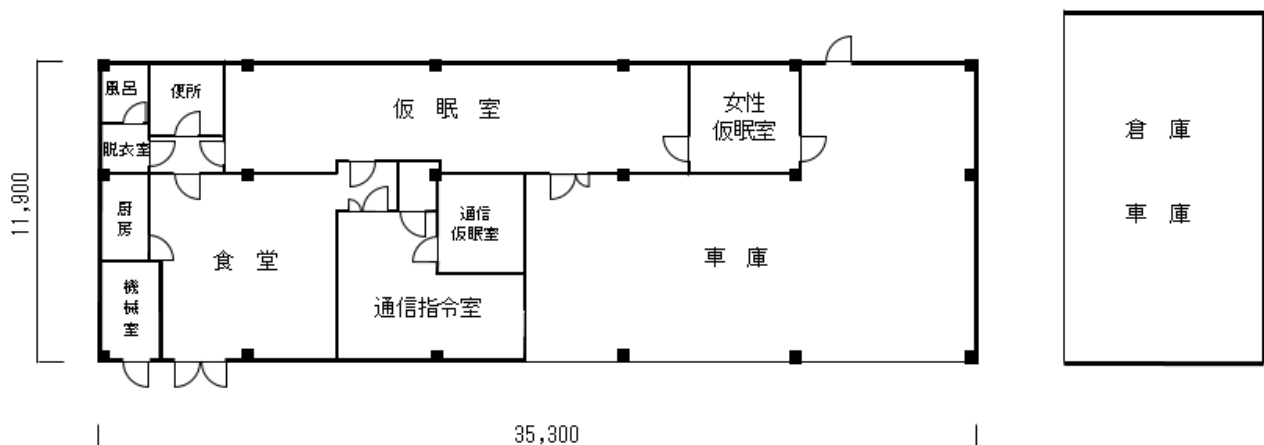 風呂
便所
仮 眠 室
女性
仮眠室
脱衣室
厨
房
食 堂
通信
仮眠室
車 庫
機
械
室
通信指令室
倉 庫
車 庫
11,900
35,300